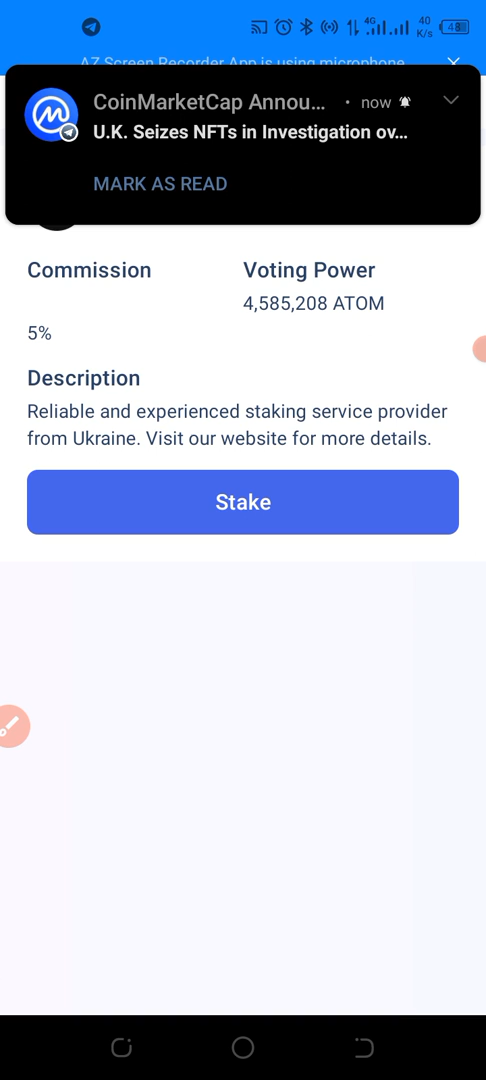 4G
40
K/s
48
AZ Screen Recorder App is using microphone
CoinMarketCap Annou... • now
U.K. Seizes NFTs in Investigation ov...
MARK AS READ
Commission
Voting Power
4,585,208 ATOM
5%
Description
Reliable and experienced staking service provider
from Ukraine. Visit our website for more details.
Stake